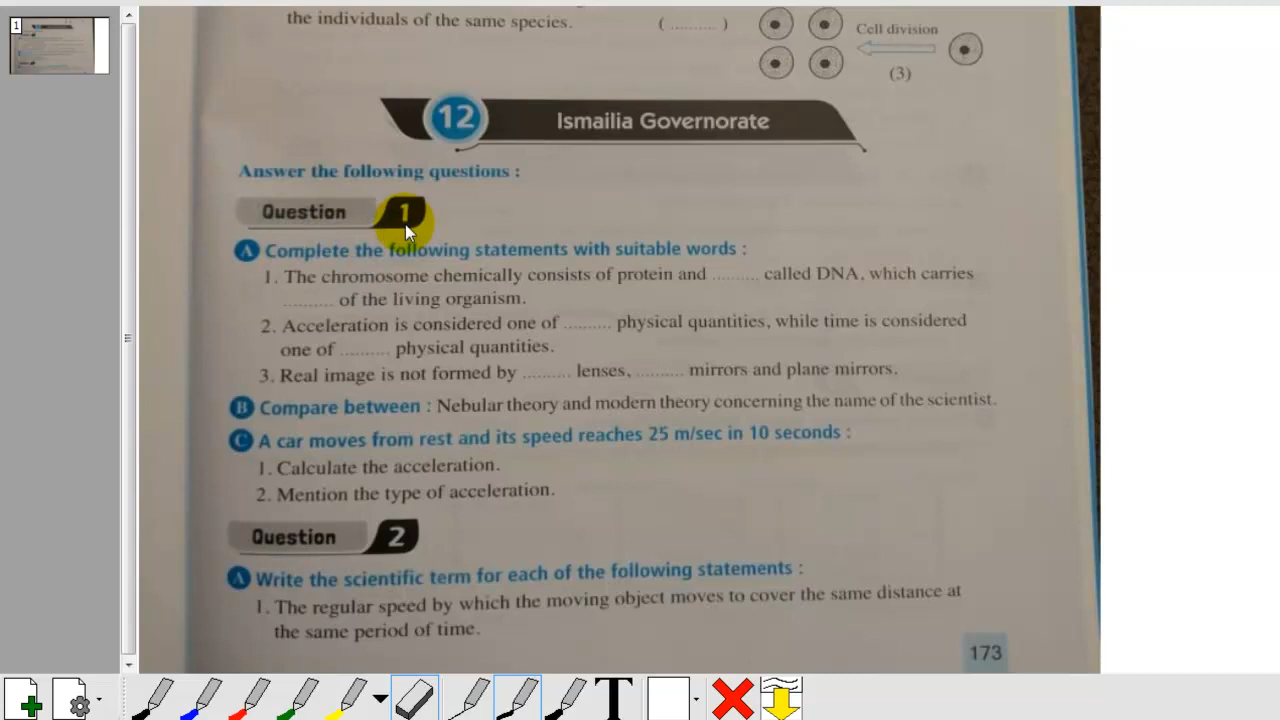 1
the individuals of the same species. ( .......... )
Cell division
(3)
12 Ismailia Governorate
Answer the following questions :
Question 1
A Complete the following statements with suitable words :
1. The chromosome chemically consists of protein and .......... called DNA, which carries
.......... of the living organism.
2. Acceleration is considered one of .......... physical quantities, while time is considered
one of .......... physical quantities.
3. Real image is not formed by .......... lenses, .......... mirrors and plane mirrors.
B Compare between : Nebular theory and modern theory concerning the name of the scientist.
C A car moves from rest and its speed reaches 25 m/sec in 10 seconds :
1. Calculate the acceleration.
2. Mention the type of acceleration.
Question 2
A Write the scientific term for each of the following statements :
1. The regular speed by which the moving object moves to cover the same distance at
the same period of time.
173
T